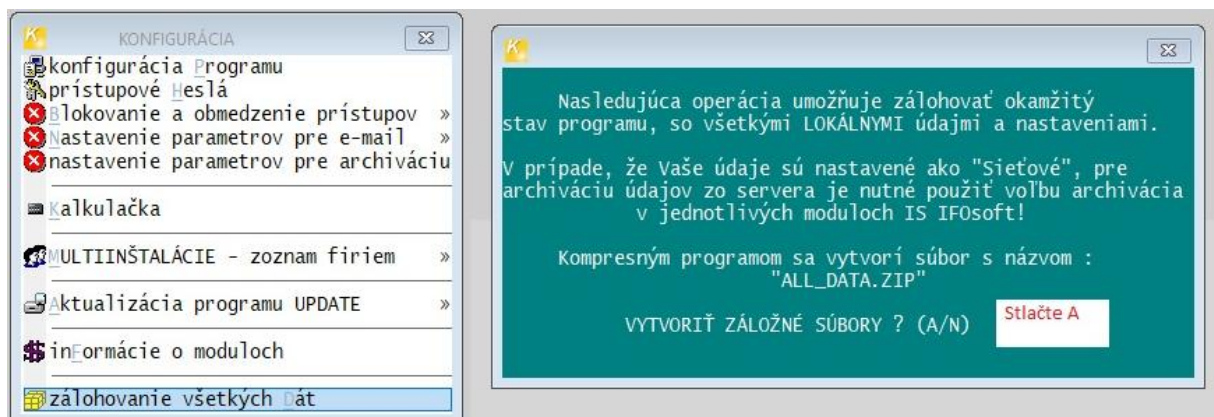 KONFIGURÁCIA
konfigurácia Programu
prístupové Heslá
Blokovanie a obmedzenie prístupov »
Nastavenie parametrov pre e-mail »
nastavenie parametrov pre archiváciu
Kalkulačka
MULTIINŠTALÁCIE - zoznam firiem »
Aktualizácia programu UPDATE »
inFormácie o moduloch
zálohovanie všetkých Dát
Nasledujúca operácia umožňuje zálohovať okamžitý
stav programu, so všetkými LOKÁLNYMI údajmi a nastaveniami.
V prípade, že Vaše údaje sú nastavené ako "Sieťové", pre
archiváciu údajov zo servera je nutné použiť voľbu archivácia
v jednotlivých moduloch IS IFOsoft!
Kompresným programom sa vytvorí súbor s názvom :
"ALL_DATA.ZIP"
VYTVORIŤ ZÁLOŽNÉ SÚBORY ? (A/N)
Stlačte A